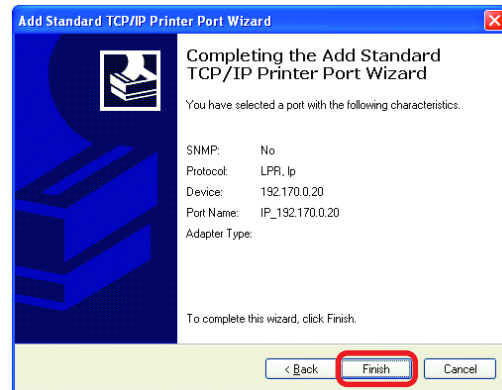 Add Standard TCP/IP Printer Port Wizard
Completing the Add Standard
TCP/IP Printer Port Wizard
You have selected a port with the following characteristics.
SNMP: No
Protocol: LPR, lp
Device: 192.170.0.20
Port Name: IP_192.170.0.20
Adapter Type:
To complete this wizard, click Finish.
< Back Finish Cancel